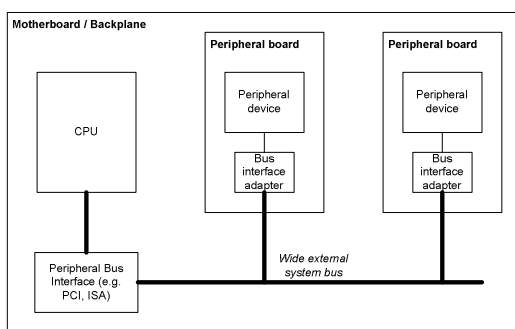 Motherboard / Backplane
Peripheral board
Peripheral board
Peripheral
device
Peripheral
device
CPU
Bus
interface
adapter
Bus
interface
adapter
Wide external
system bus
Peripheral Bus
Interface (e.g.
PCI, ISA)